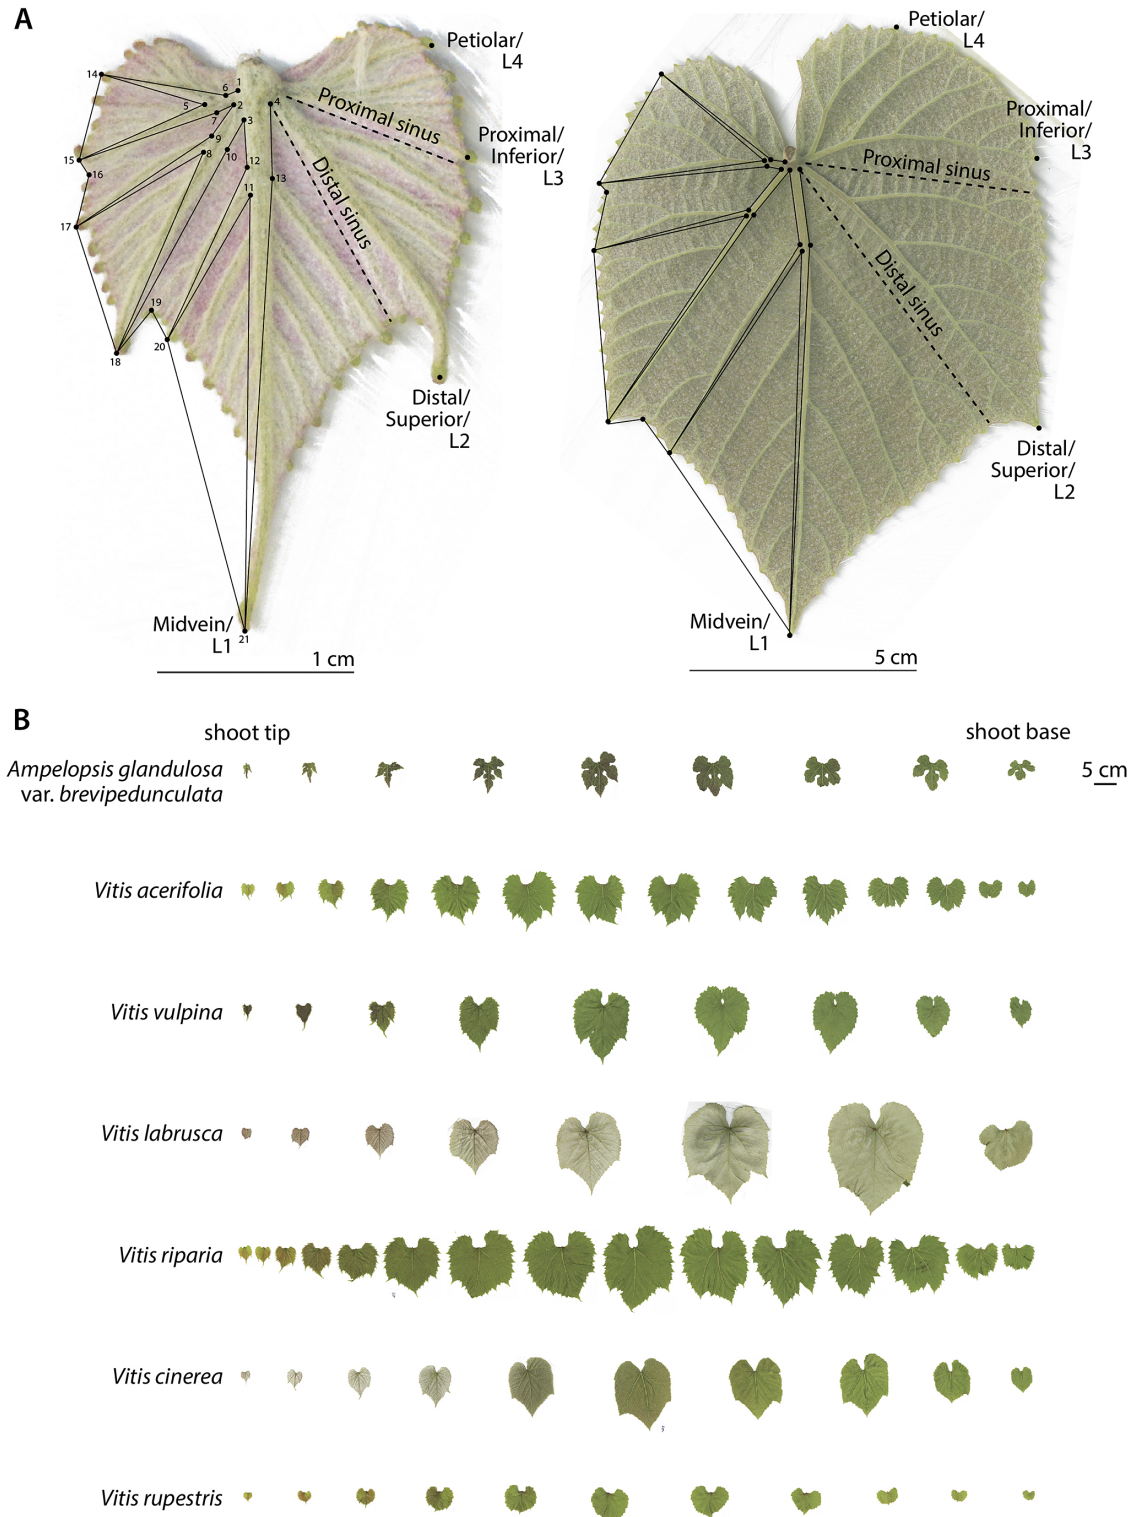 A
Petiolar/
L4
Proximal sinus
Proximal/
Inferior/
L3
Distal sinus
Distal/
Superior/
L2
Midvein/
L1
1 cm
1
2
3
4
5
6
7
8
9
10
11
12
13
14
15
16
17
18
19
20
21
Petiolar/
L4
Proximal/
Inferior/
L3
Proximal sinus
Distal sinus
Distal/
Superior/
L2
Midvein/
L1
5 cm
B
shoot tip
shoot base
5 cm
Ampelopsis glandulosa
var. brevipedunculata
Vitis acerifolia
Vitis vulpina
Vitis labrusca
Vitis riparia
Vitis cinerea
Vitis rupestris